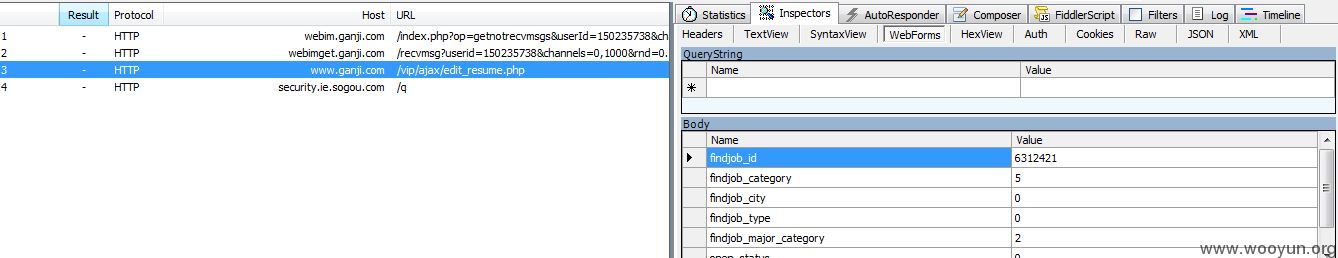 Result Protocol Host URL
1 - HTTP webim.ganji.com /index.php?op=getnotrecvmsgs&userId=150235738&ch
2 - HTTP webimget.ganji.com /recvmsg?userid=150235738&channels=0,1000&rnd=0.
3 - HTTP www.ganji.com /vip/ajax/edit_resume.php
4 - HTTP security.ie.sogou.com /q
Statistics Inspectors AutoResponder Composer FiddlerScript Filters Log Timeline
Headers TextView SyntaxView WebForms HexView Auth Cookies Raw JSON XML
QueryString
Name Value
Body
Name Value
findjob_id 6312421
findjob_category 5
findjob_city 0
findjob_type 0
findjob_major_category 2
www.wooyun.org